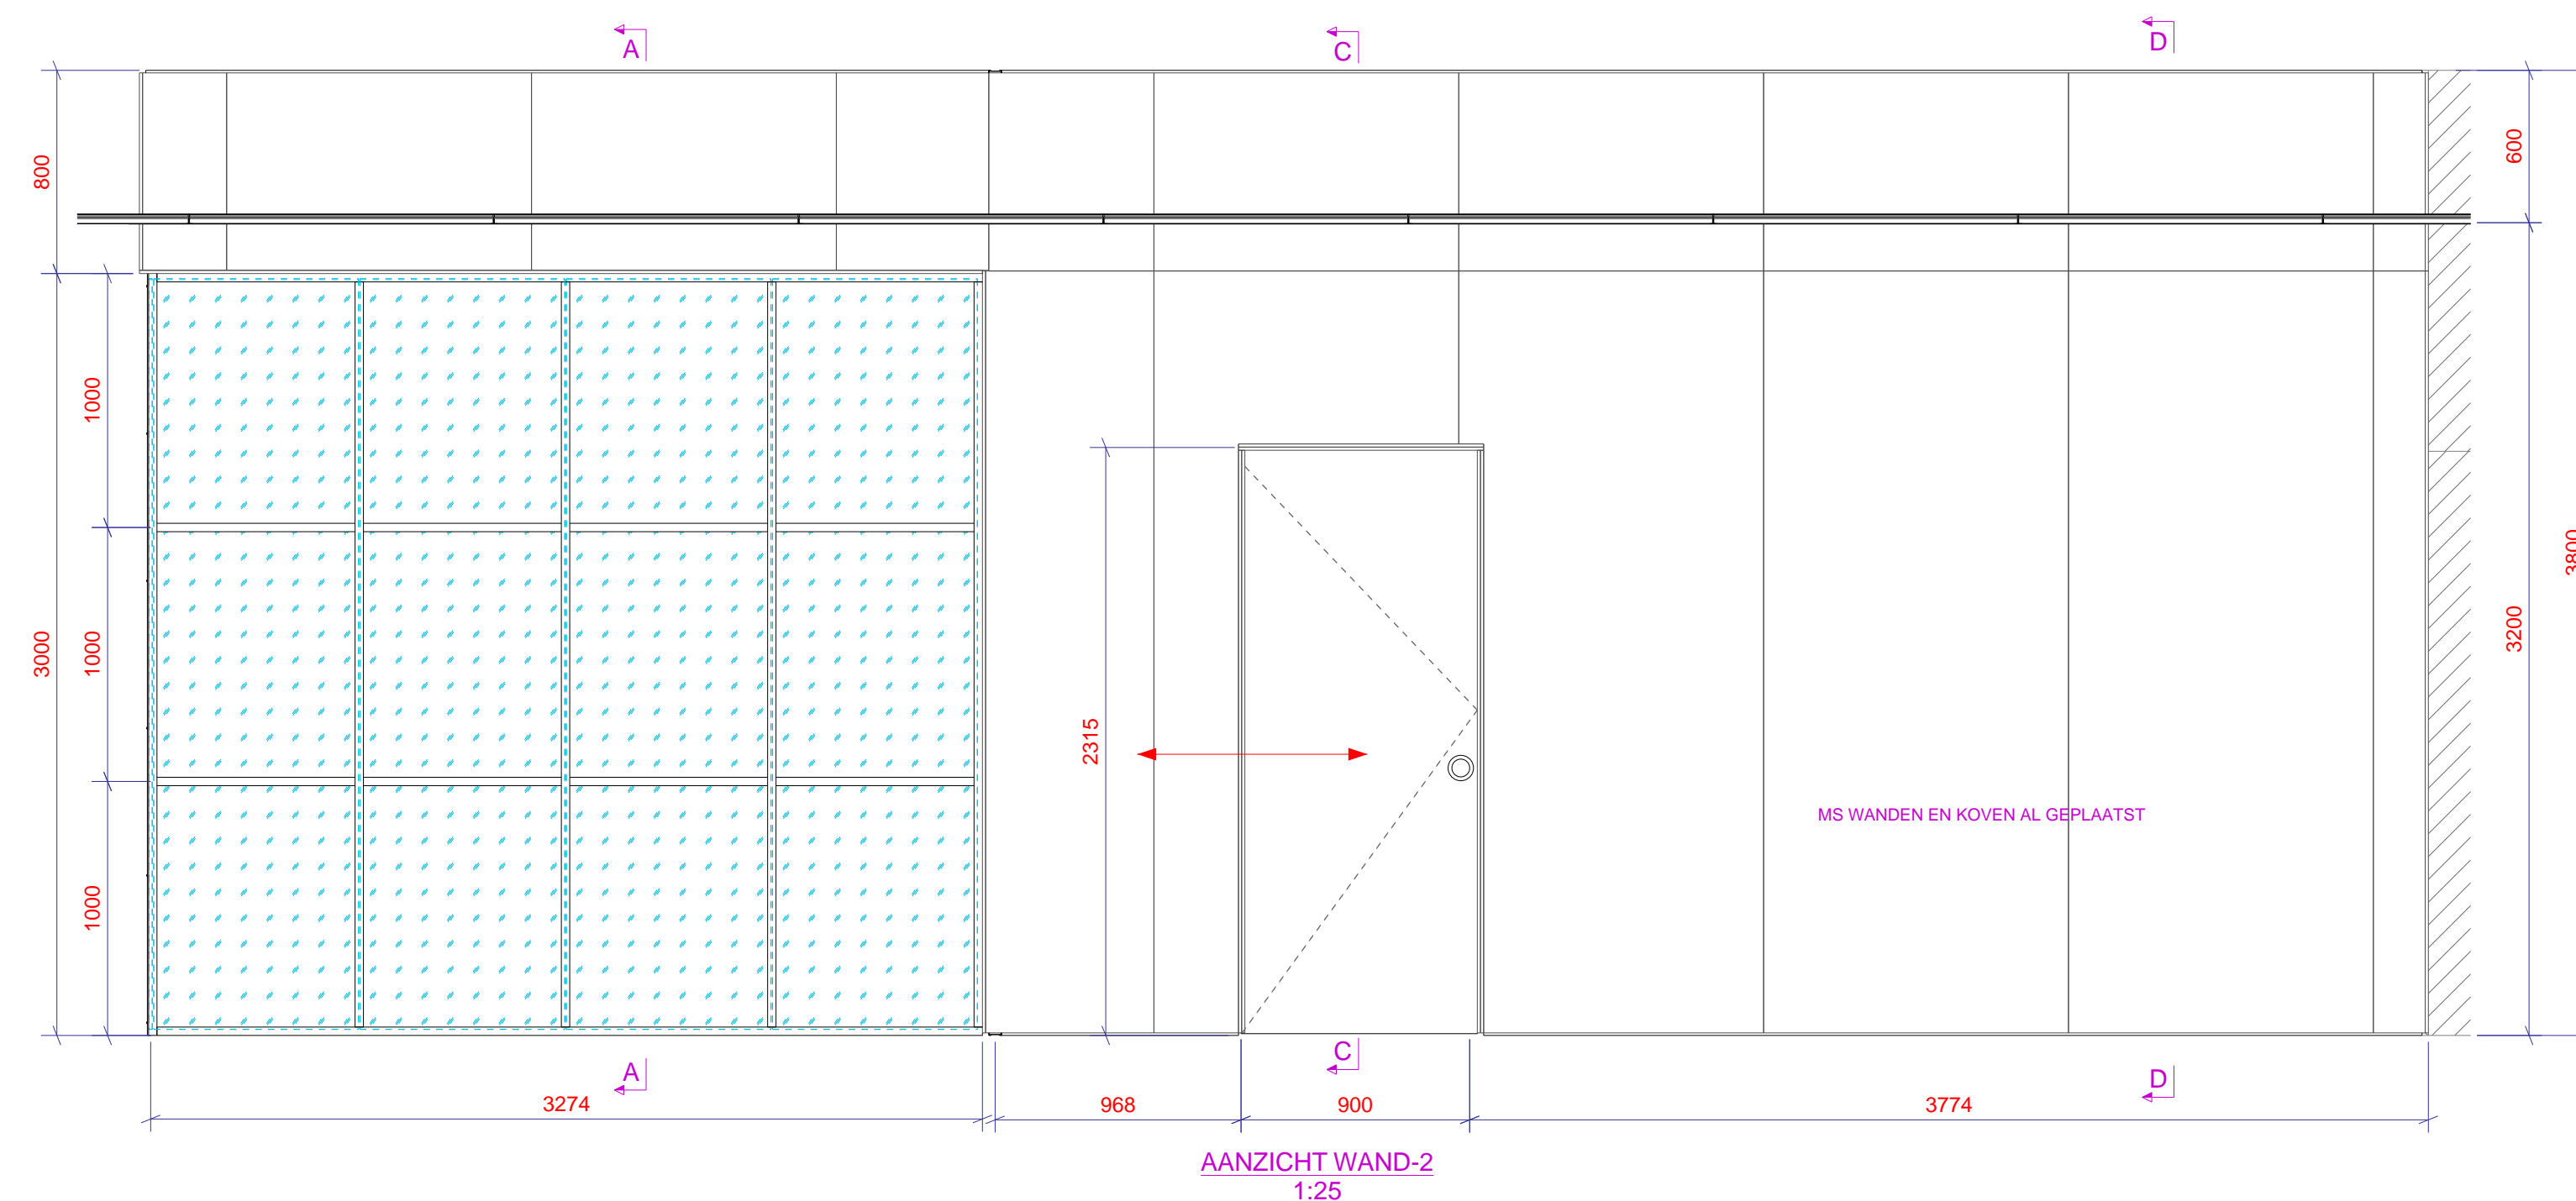 A
C
D
800
600
1000
3800
3000
1000
3200
2315
MS WANDEN EN KOVEN AL GEPLAATST
1000
A
C
D
3274
968
900
3774
AANZICHT WAND-2
1:25